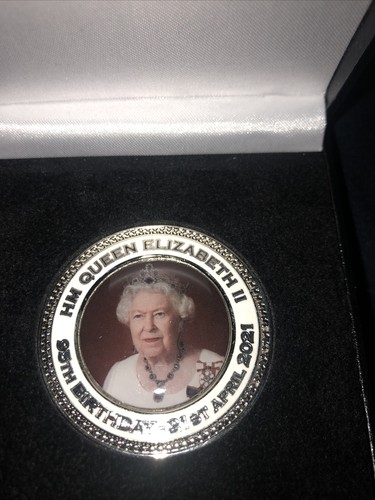 HM QUEEN ELIZABETH II
95TH BIRTHDAY - 21ST APRIL 2021